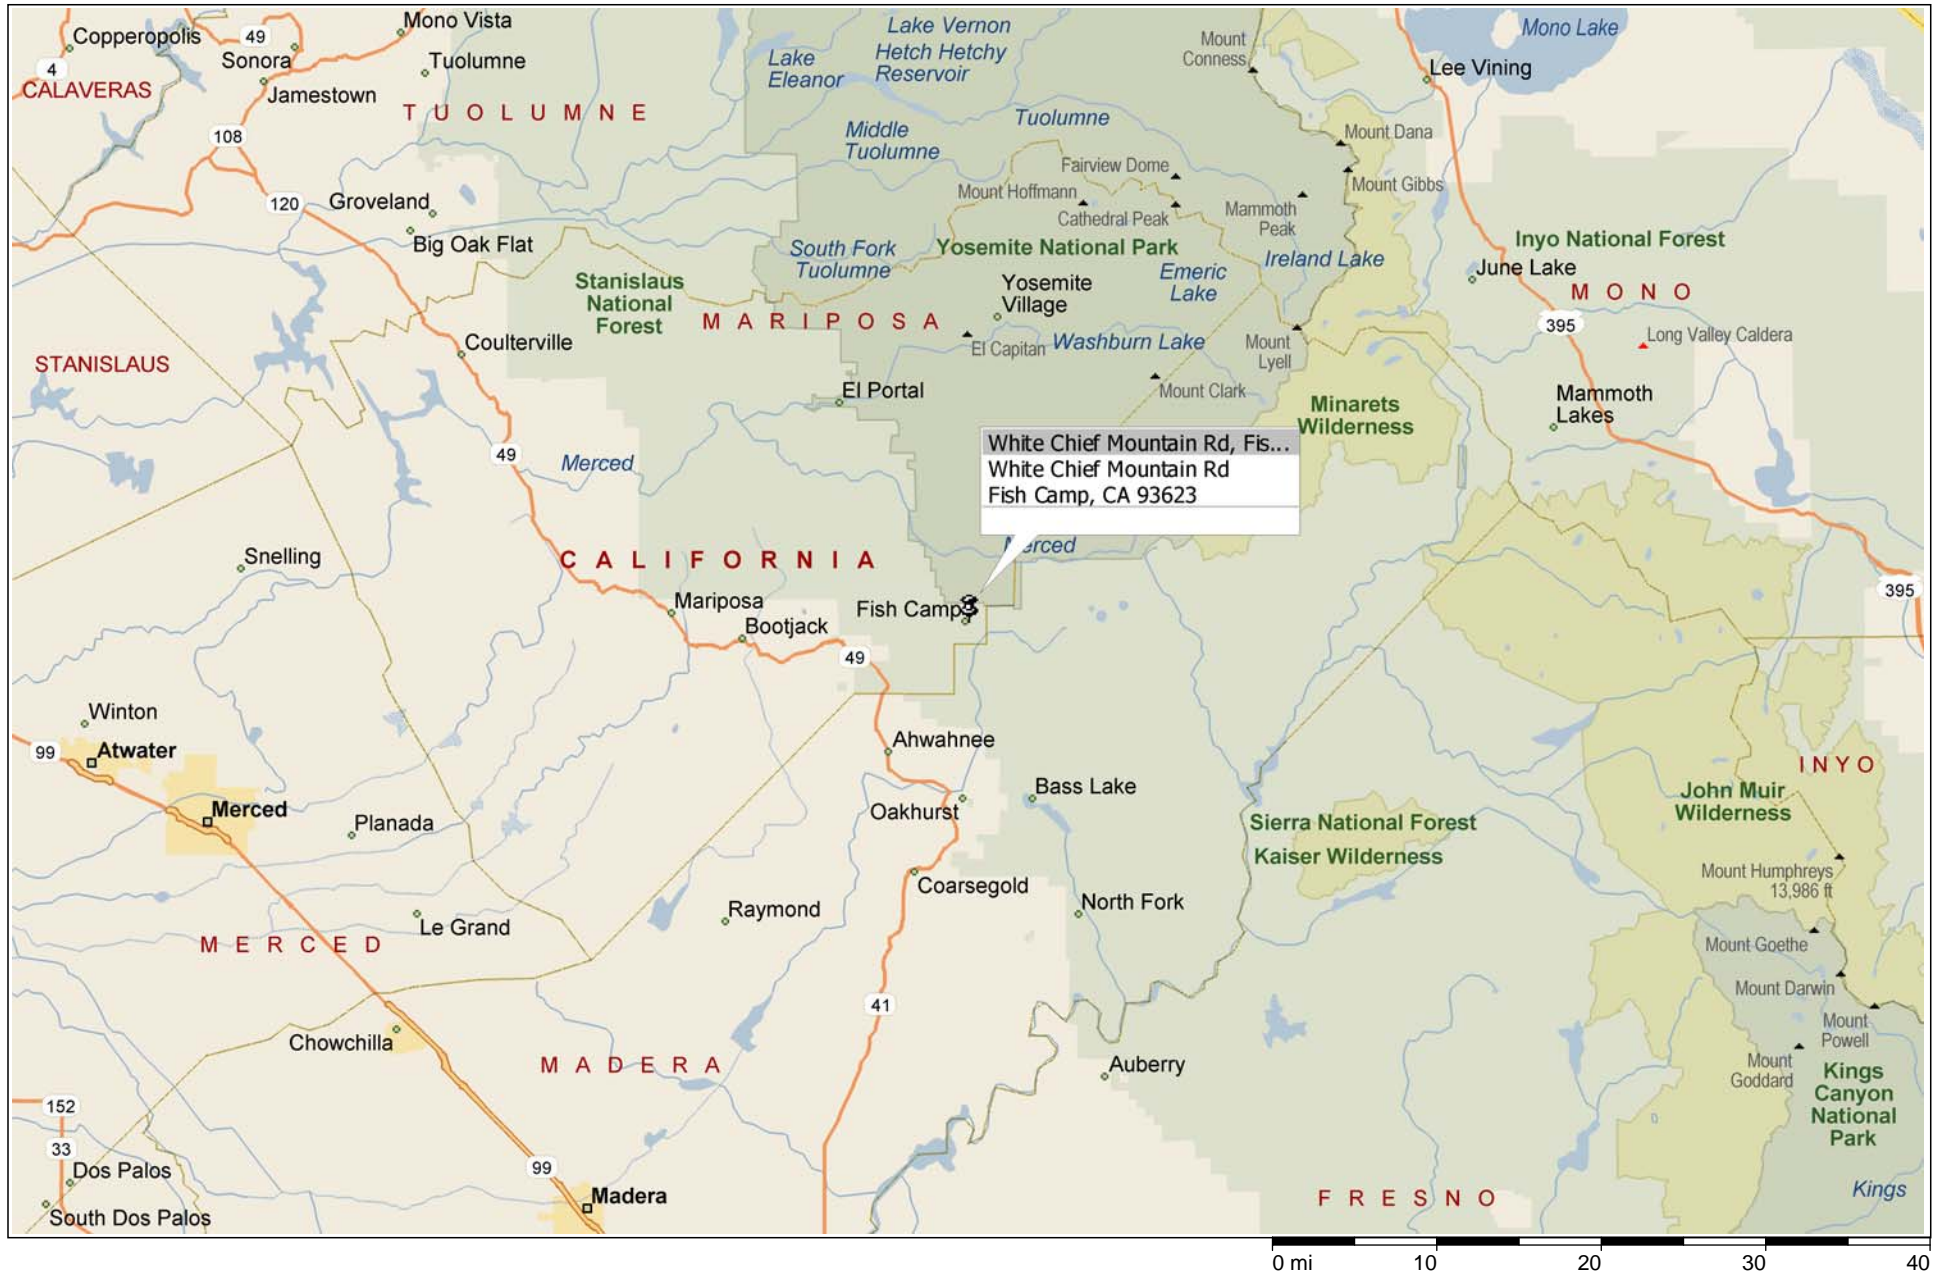 Copperopolis
49
Sonora
Mono Vista
Tuolumne
4
CALAVERAS
Jamestown
TUOLUMNE
108
Lake Vernon
Hetch Hetchy
Reservoir
Lake
Eleanor
Mount
Conness
Mono Lake
Lee Vining
Tuolumne
Middle
Tuolumne
Mount Dana
Fairview Dome
Mount Hoffmann
Cathedral Peak
Mount Gibbs
Mammoth
Peak
120
Groveland
Big Oak Flat
South Fork
Tuolumne
Yosemite National Park
Ireland Lake
Emeric
Lake
Inyo National Forest
June Lake
MONO
Stanislaus
National
Forest
Yosemite
Village
MARIPOSA
395
Long Valley Caldera
STANISLAUS
Coulterville
El Capitan
Washburn Lake
Mount
Lyell
Mount Clark
El Portal
Minarets
Wilderness
Mammoth
Lakes
49
Merced
White Chief Mountain Rd, Fis...
White Chief Mountain Rd
Fish Camp, CA 93623
Merced
Snelling
CALIFORNIA
395
Mariposa
Bootjack
Fish Camp
49
Winton
99
Atwater
Ahwahnee
INYO
Merced
Planada
Oakhurst
Bass Lake
John Muir
Wilderness
Sierra National Forest
Kaiser Wilderness
Mount Humphreys
13,986 ft
Coarsegold
Raymond
North Fork
Le Grand
MERCED
Mount Goethe
Mount Darwin
41
Mount
Powell
Chowchilla
MADERA
Auberry
Mount
Goddard
Kings
Canyon
National
Park
152
33
Dos Palos
99
Madera
South Dos Palos
FRESNO
Kings
0 mi 10 20 30 40